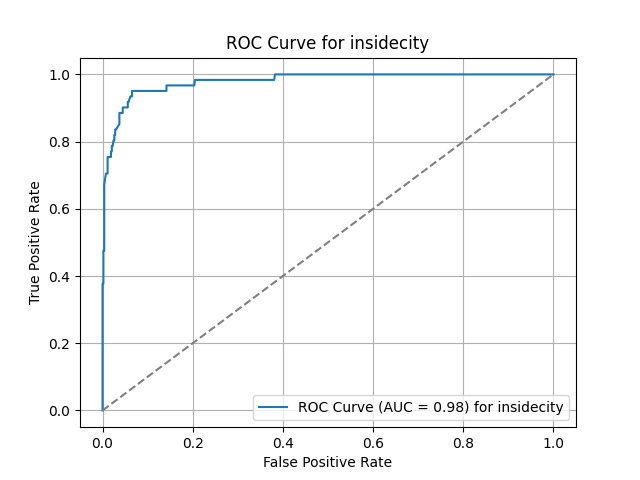 ROC Curve for insidecity
True Positive Rate
1.0
0.8
0.6
0.4
0.2
0.0
ROC Curve (AUC = 0.98) for insidecity
0.0 0.2 0.4 0.6 0.8 1.0
False Positive Rate